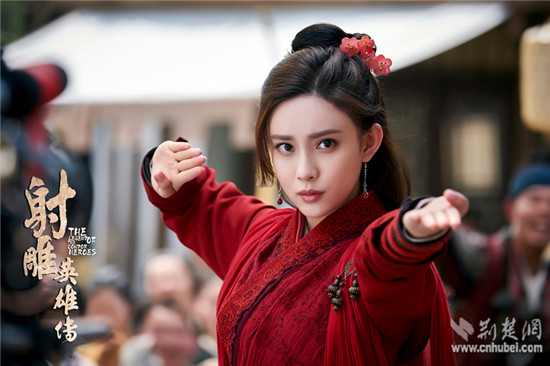 射
雕
英雄传
THE
LEGEND OF
CONDOR
HEROES
荆楚网
www.cnhubei.com